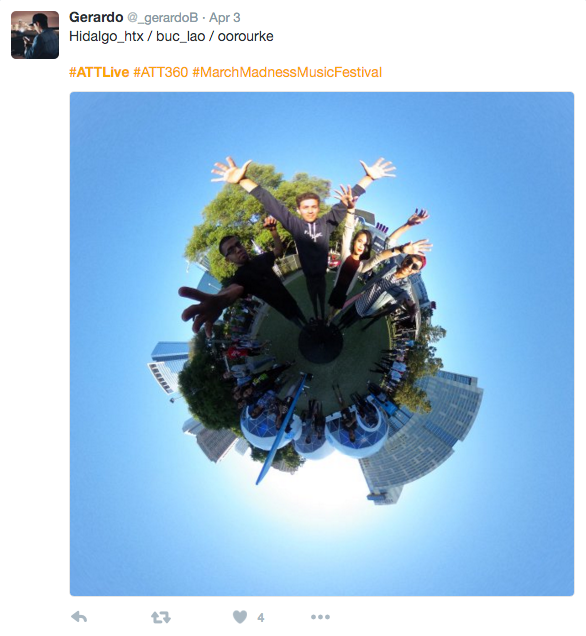 Gerardo @_gerardoB · Apr 3
Hidalgo_htx / buc_lao / oorourke
#ATTLive #ATT360 #MarchMadnessMusicFestival
4